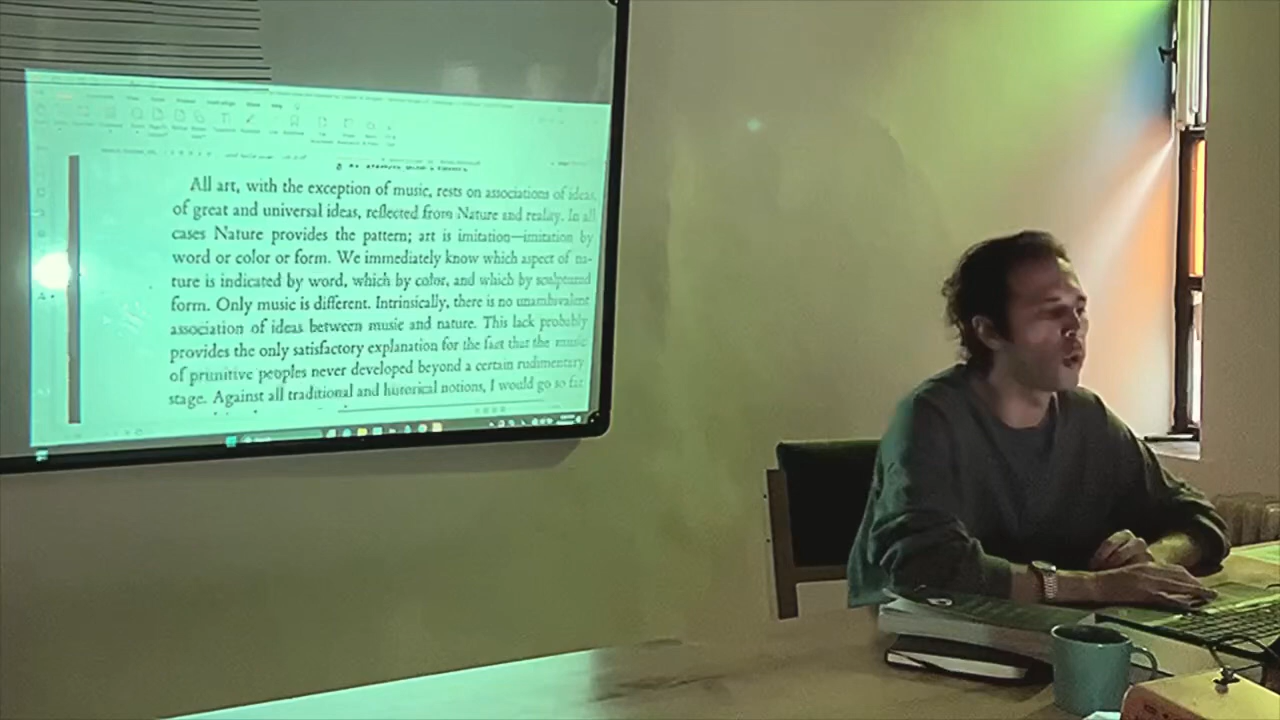 All art, with the exception of music, rests on associations of ideas,
of great and universal ideas, reflected from Nature and reality. In all
cases Nature provides the pattern; art is imitation—imitation by
word or color or form. We immediately know which aspect of na-
ture is indicated by word, which by color, and which by sculptured
form. Only music is different. Intrinsically, there is no unambivalent
association of ideas between music and nature. This lack probably
provides the only satisfactory explanation for the fact that the music
of primitive peoples never developed beyond a certain rudimentary
stage. Against all traditional and historical notions, I would go so far